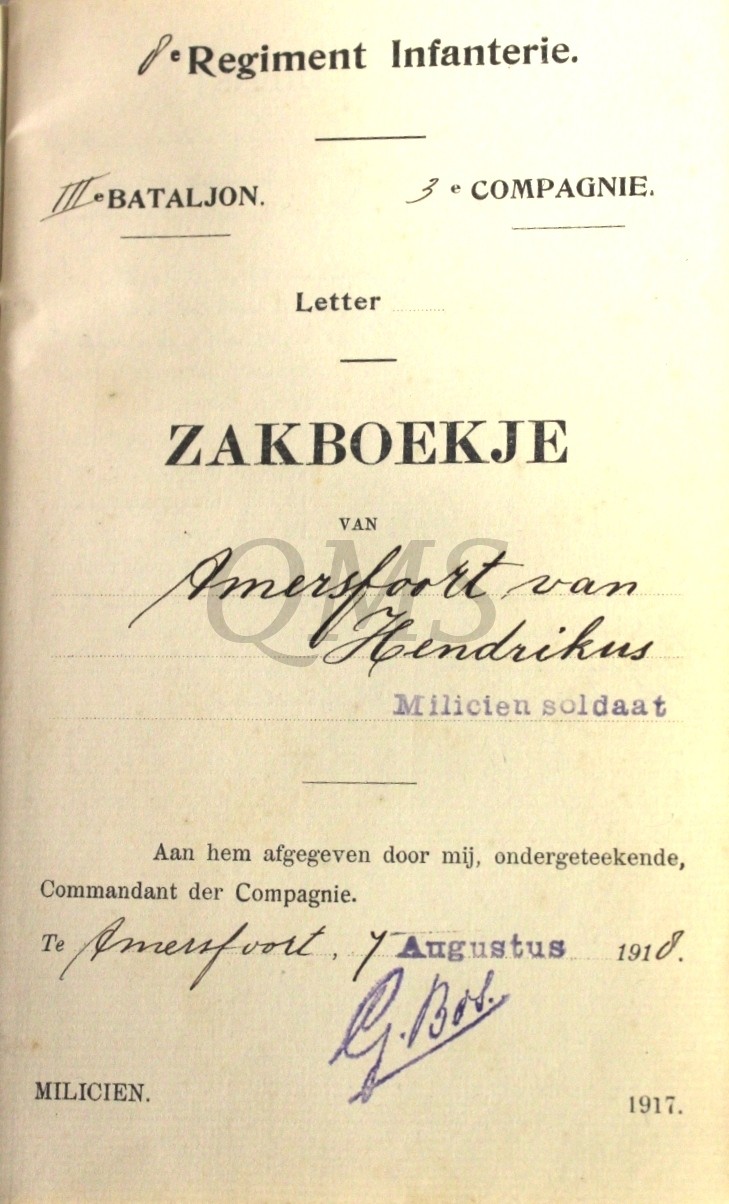 8e Regiment Infanterie.
IIIe BATALJON. 3e COMPAGNIE.
Letter
ZAKBOEKJE
VAN
QMS
Amersfoort van
Hendrikus
Milicien soldaat
Aan hem afgegeven door mij, ondergeteekende,
Commandant der Compagnie.
Te Amersfoort, 7 Augustus 1918.
G. Bos.
MILICIEN. 1917.